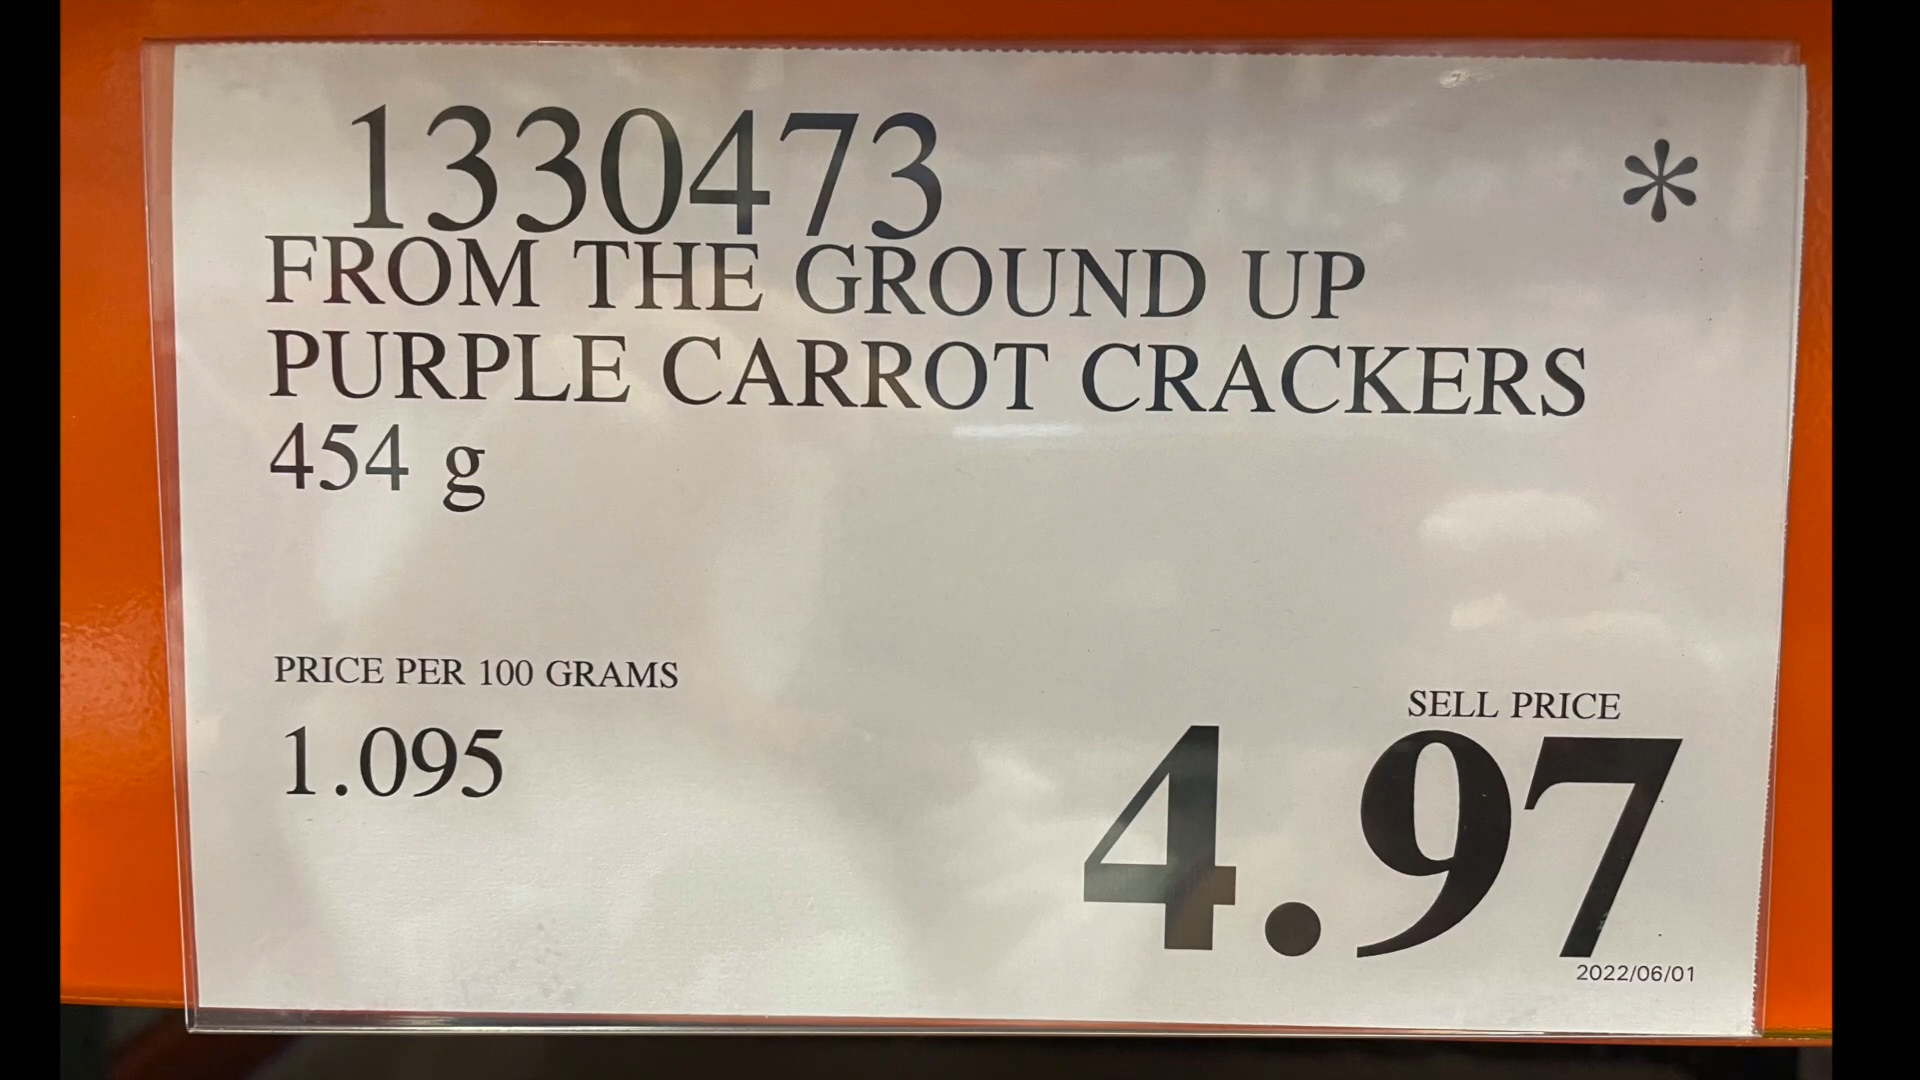 1330473
*
FROM THE GROUND UP
PURPLE CARROT CRACKERS
454 g
PRICE PER 100 GRAMS
1.095
SELL PRICE
4.97
2022/06/01